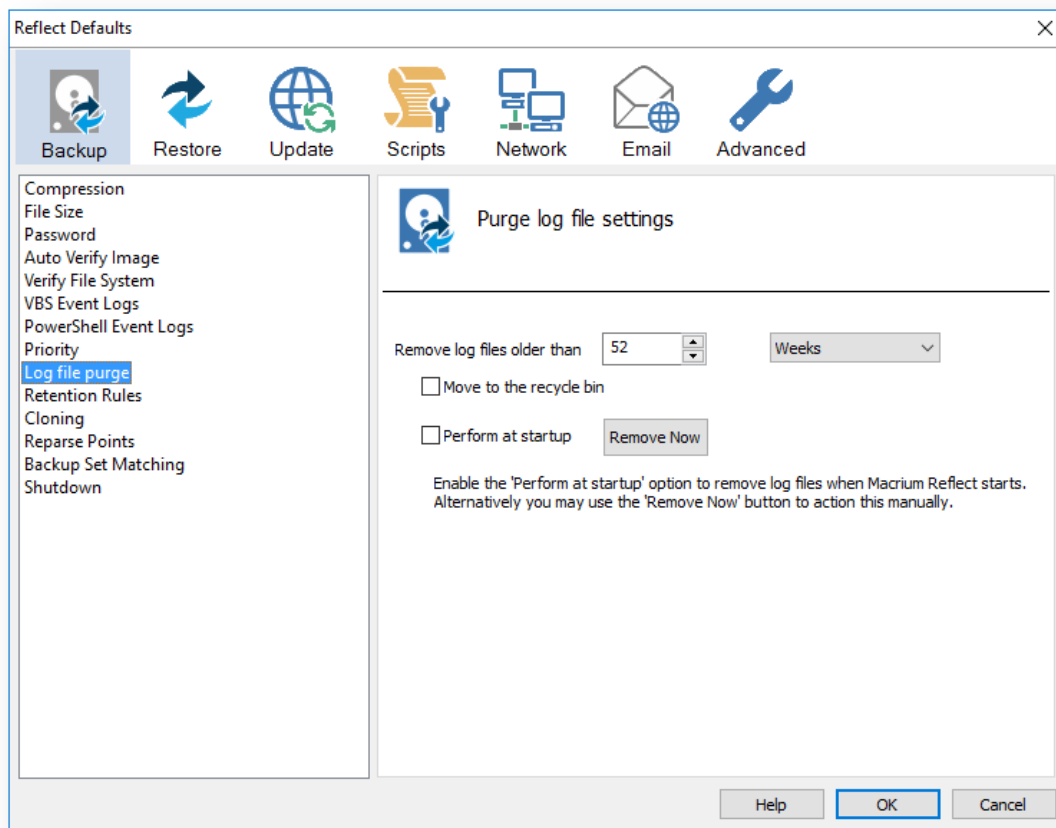 Reflect Defaults
Backup
Restore
Update
Scripts
Network
Email
Advanced
Compression
File Size
Password
Auto Verify Image
Verify File System
VBS Event Logs
PowerShell Event Logs
Priority
Log file purge
Retention Rules
Cloning
Reparse Points
Backup Set Matching
Shutdown
Purge log file settings
Remove log files older than 52 Weeks
Move to the recycle bin
Perform at startup Remove Now
Enable the 'Perform at startup' option to remove log files when Macrium Reflect starts.
Alternatively you may use the 'Remove Now' button to action this manually.
Help OK Cancel